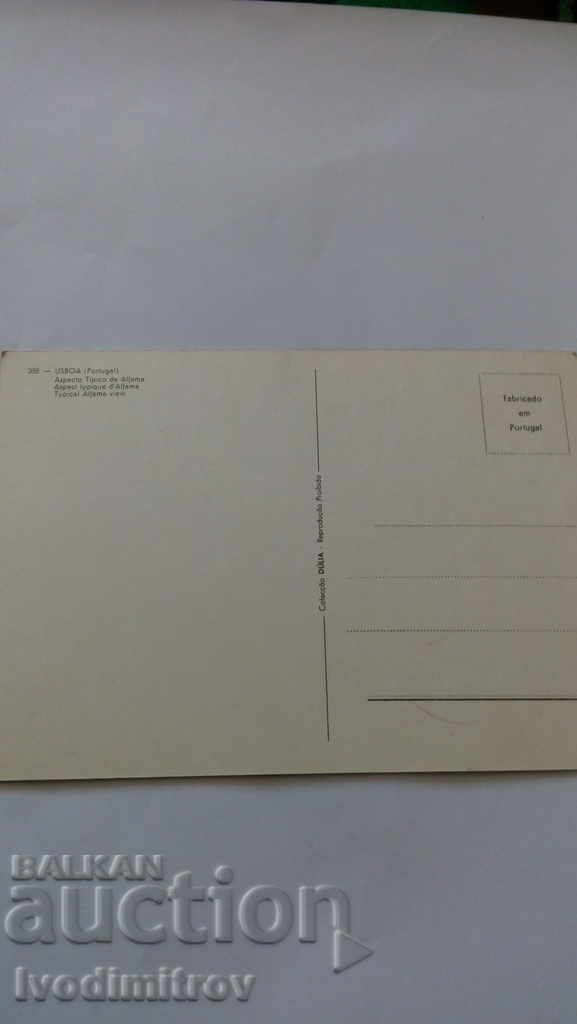 388 — LISBOA (Portugal)
Aspecto Típico de Alfama
Aspect typique d'Alfama
Typical Alfama view
Colecção DÚLIA - Reprodução Proibida
Fabricado
em
Portugal
BALKAN
auction
Ivodimitrov